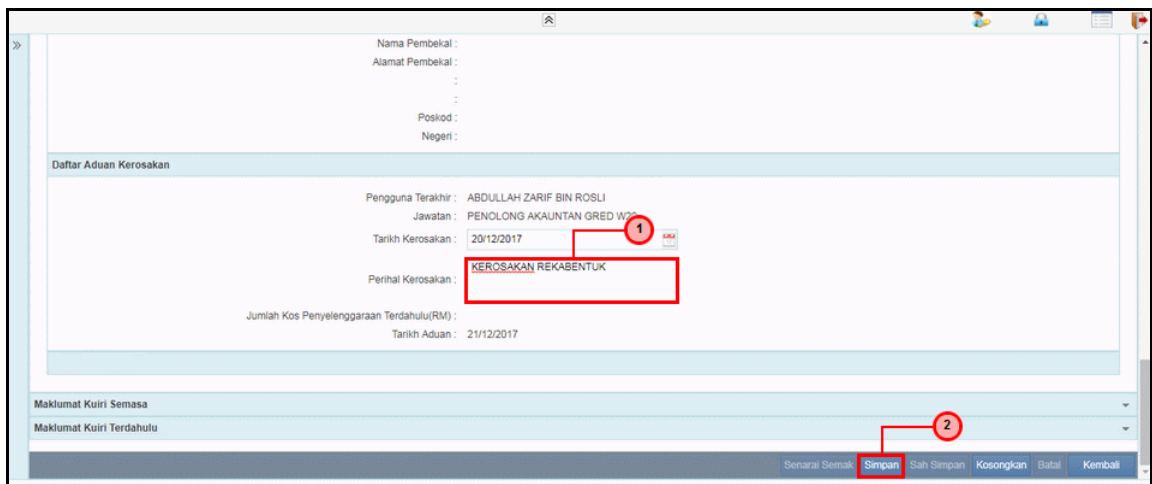 Nama Pembekal :
Alamat Pembekal :
:
:
Poskod :
Negeri :
Daftar Aduan Kerosakan
Pengguna Terakhir : ABDULLAH ZARIF BIN ROSLI
Jawatan : PENOLONG AKAUNTAN GRED
1
Tarikh Kerosakan : 20/12/2017
Perihal Kerosakan : KEROSAKAN REKABENTUK
Jumlah Kos Penyelenggaraan Terdahulu(RM) :
Tarikh Aduan : 21/12/2017
Maklumat Kuiri Semasa
Maklumat Kuiri Terdahulu
2
Senarai Semak Simpan Sah Simpan Kosongkan Batal Kembali